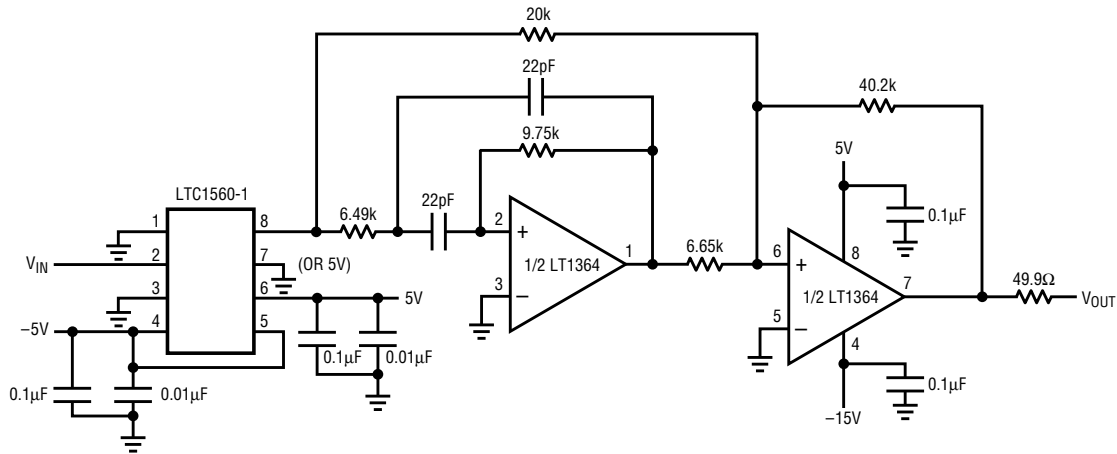 20k
22pF
40.2k
9.75k
5V
LTC1560-1
22pF
0.1µF
1
8
6.49k
2
+
VIN
2
7
(OR 5V)
1
6.65k
6
+
8
1/2 LT1364
1/2 LT1364
7
49.9Ω
VOUT
3
6
5V
3
–
5
–
4
–5V
4
5
0.1µF
0.01µF
0.1µF
0.1µF
0.01µF
–15V